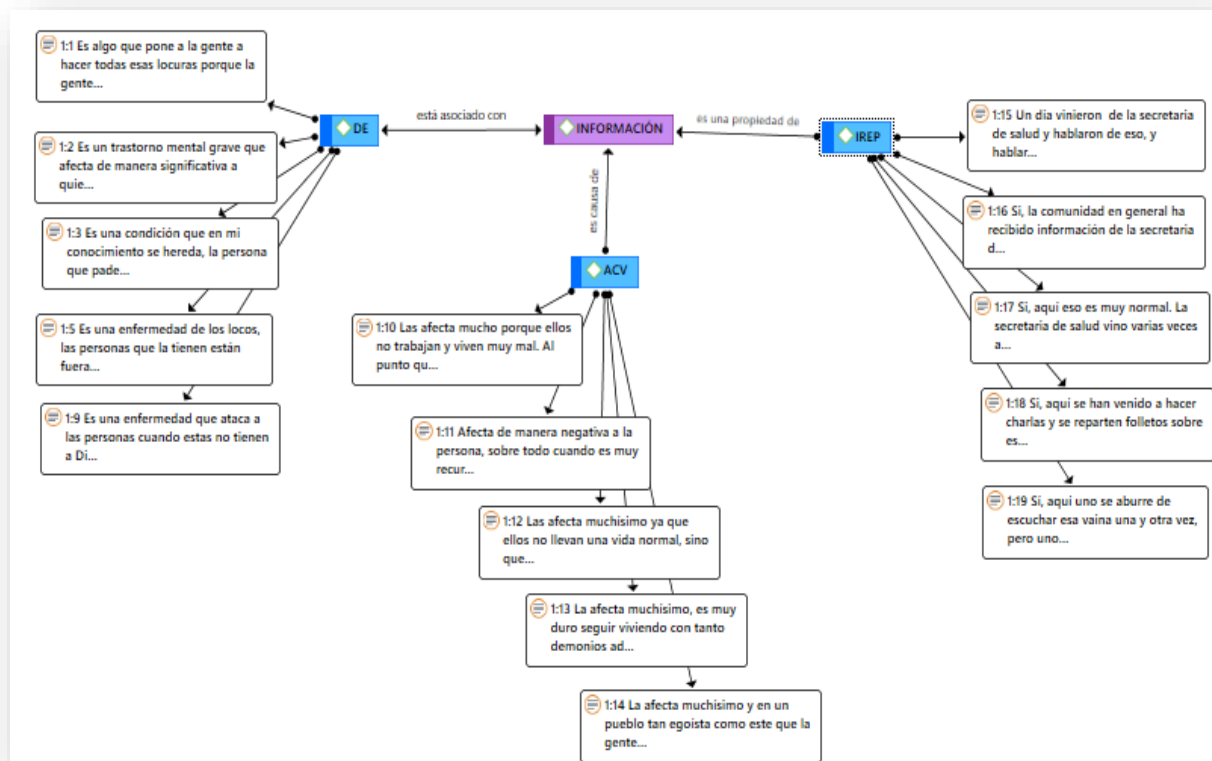 1:1 Es algo que pone a la gente a
hacer todas esas locuras porque la
gente...
1:2 Es un trastorno mental grave que
afecta de manera significativa a
quie...
1:3 Es una condición que en mi
conocimiento se hereda, la persona
que pade...
1:5 Es una enfermedad de los locos,
las personas que la tienen están
fuera...
1:9 Es una enfermedad que ataca a
las personas cuando estas no tienen
a Di...
DE
está asociado con
INFORMACIÓN
es una propiedad de
IREP
es causa de
ACV
1:10 Las afecta mucho porque ellos
no trabajan y viven muy mal. Al
punto qu...
1:11 Afecta de manera negativa a la
persona, sobre todo cuando es muy
recur...
1:12 Las afecta muchísimo ya que
ellos no llevan una vida normal, sino
que...
1:13 La afecta muchísimo, es muy
duro seguir viviendo con tanto
demonios ad...
1:14 La afecta muchísimo y en un
pueblo tan egoísta como este que la
gente...
1:15 Un día vinieron de la secretaria
de salud y hablaron de eso, y
hablar...
1:16 Si, la comunidad en general ha
recibido información de la secretaria
d...
1:17 Si, aquí eso es muy normal. La
secretaria de salud vino varias veces
a...
1:18 Si, aquí se han venido a hacer
charlas y se reparten folletos sobre
es...
1:19 Si, aquí uno se aburre de
escuchar esa vaina una y otra vez,
pero uno...